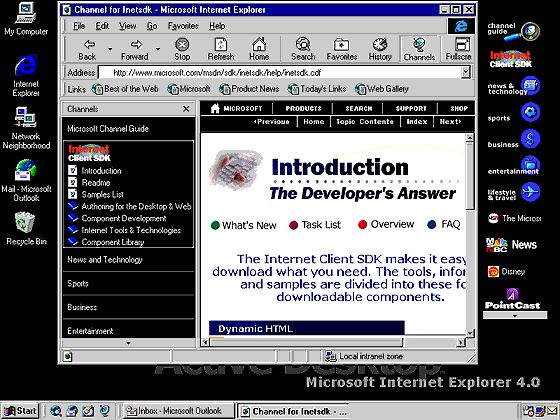 My Computer
Internet
Explorer
Network
Neighborhood
Mail - Microsoft
Outlook
Recycle Bin
Channel for Inetsdk - Microsoft Internet Explorer
File Edit View Go Favorites Help
Back Forward Stop Refresh Home Search Favorites History Channels Fullscre
Address http://www.microsoft.com/msdn/sdk/inetsdk/help/inetsdk.cdf
Links Best of the Web Microsoft Product News Today's Links Web Gallery
Channels
Microsoft Channel Guide
Internet
Client SDK
Introduction
Readme
Samples List
Authoring for the Desktop & Web
Component Development
Internet Tools & Technologies
Component Library
News and Technology
Sports
Business
Entertainment
MICROSOFT PRODUCTS SEARCH SUPPORT SHOP
Previous Home Topic Contents Index Next
Introduction
The Developer's Answer
What's New Task List Overview FAQ
The Internet Client SDK makes it easy
download what you need. The tools, infor
and samples are divided into these fo
downloadable components.
Dynamic HTML
Local intranet zone
channel
guide
Internet
Client SDK
news &
technology
sports
business
entertainment
lifestyle
& travel
The Micros
News
Disney
PointCast
Active Desktop
Microsoft Internet Explorer 4.0
Start
Inbox - Microsoft Outlook
Channel for Inetsdk - ...